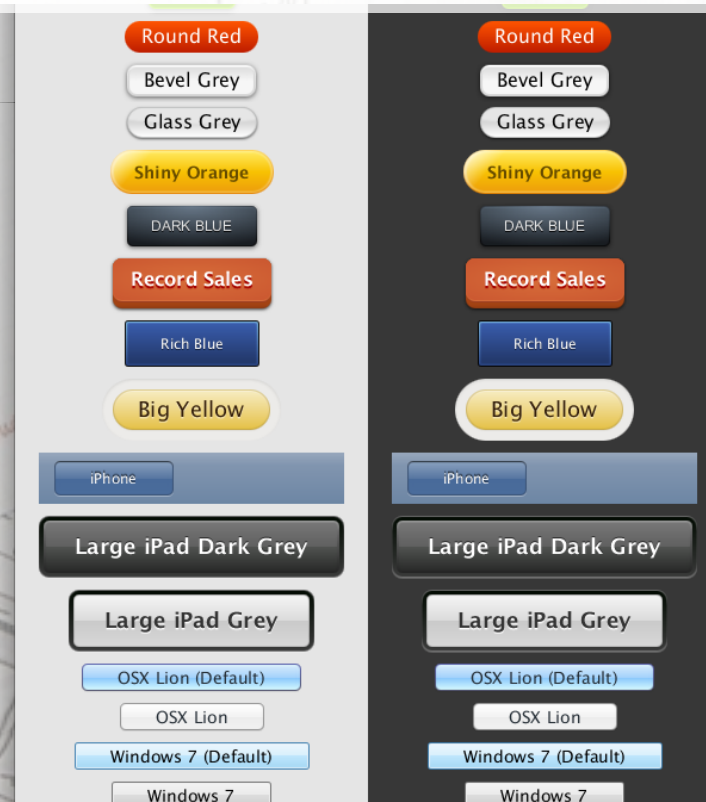 Round Red
Bevel Grey
Glass Grey
Shiny Orange
DARK BLUE
Record Sales
Rich Blue
Big Yellow
iPhone
Large iPad Dark Grey
Large iPad Grey
OSX Lion (Default)
OSX Lion
Windows 7 (Default)
Windows 7
Round Red
Bevel Grey
Glass Grey
Shiny Orange
DARK BLUE
Record Sales
Rich Blue
Big Yellow
iPhone
Large iPad Dark Grey
Large iPad Grey
OSX Lion (Default)
OSX Lion
Windows 7 (Default)
Windows 7